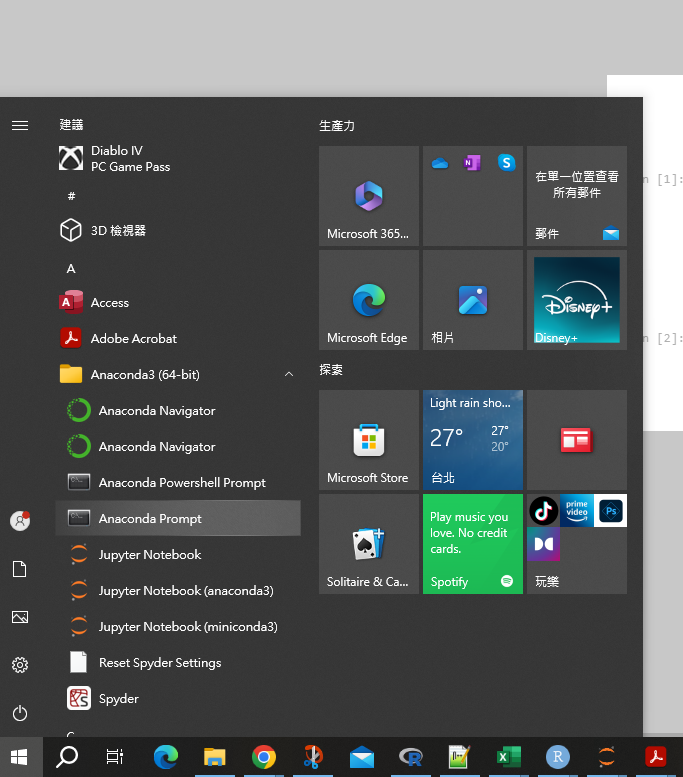 建議
Diablo IV
PC Game Pass
#
3D 檢視器
A
Access
Adobe Acrobat
Anaconda3 (64-bit)
Anaconda Navigator
Anaconda Navigator
Anaconda Powershell Prompt
Anaconda Prompt
Jupyter Notebook
Jupyter Notebook (anaconda3)
Jupyter Notebook (miniconda3)
Reset Spyder Settings
Spyder
生產力
Microsoft 365...
在單一位置查看
所有郵件
郵件
Microsoft Edge
相片
Disney+
Disney+
探索
Microsoft Store
Light rain sho...
27°
27°
20°
台北
Solitaire & Ca...
Play music you
love. No credit
cards.
Spotify
prime
video
Ps
玩樂
n [1]:
n [2]: